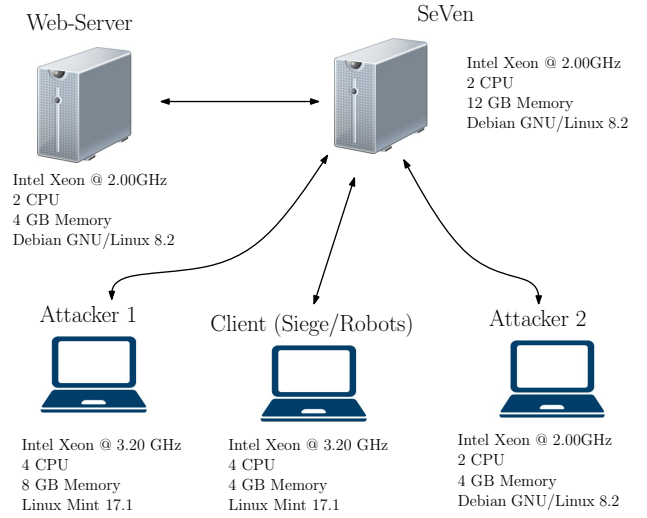 Web-Server
SeVen
Intel Xeon @ 2.00GHz
2 CPU
12 GB Memory
Debian GNU/Linux 8.2
Intel Xeon @ 2.00GHz
2 CPU
4 GB Memory
Debian GNU/Linux 8.2
Attacker 1
Client (Siege/Robots)
Attacker 2
Intel Xeon @ 3.20 GHz
4 CPU
8 GB Memory
Linux Mint 17.1
Intel Xeon @ 3.20 GHz
4 CPU
4 GB Memory
Linux Mint 17.1
Intel Xeon @ 2.00GHz
2 CPU
4 GB Memory
Debian GNU/Linux 8.2